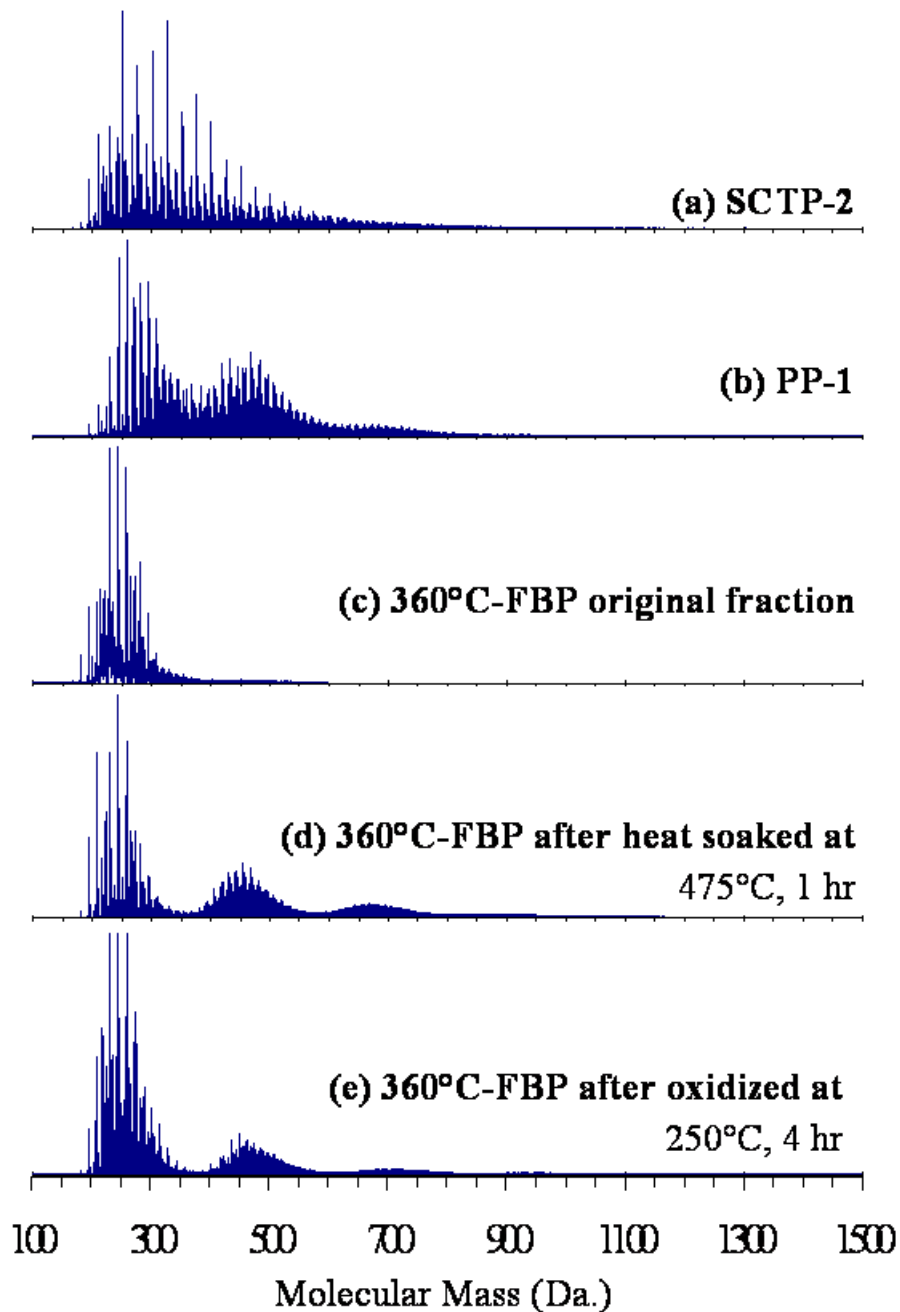 (a) SCTP-2
(b) PP-1
(c) 360°C-FBP original fraction
(d) 360°C-FBP after heat soaked at
475°C, 1 hr
(e) 360°C-FBP after oxidized at
250°C, 4 hr
100 300 500 700 900 1100 1300 1500
Molecular Mass (Da.)